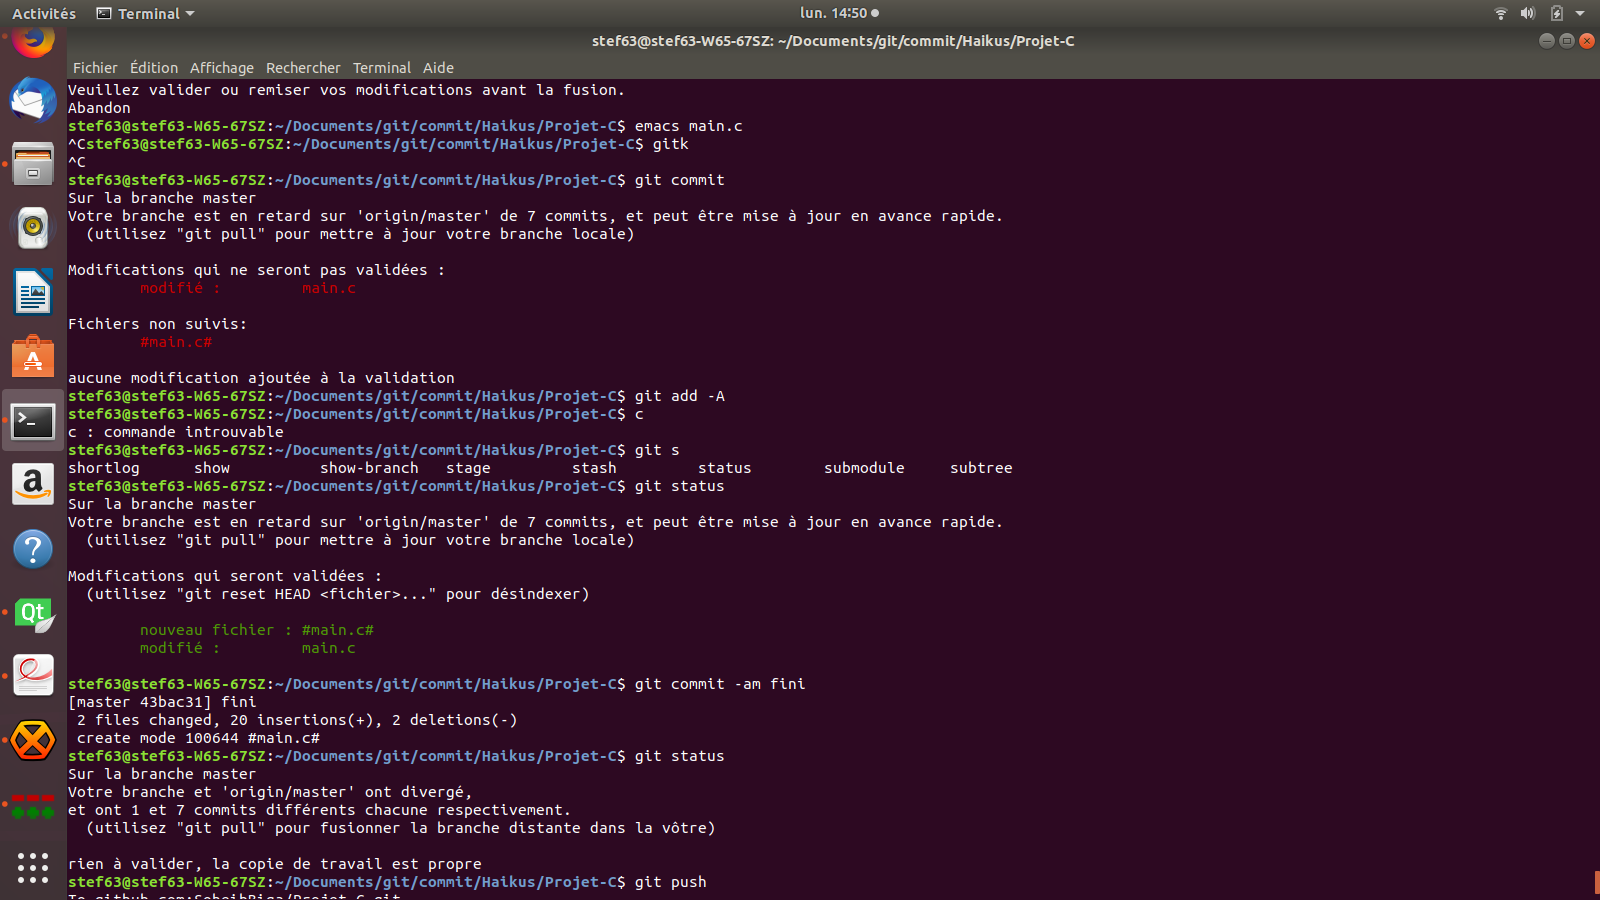 Activités Terminal lun. 14:50
stef63@stef63-W65-67SZ: ~/Documents/git/commit/Haikus/Projet-C
Fichier Édition Affichage Rechercher Terminal Aide
Veuillez valider ou remiser vos modifications avant la fusion.
Abandon
stef63@stef63-W65-67SZ:~/Documents/git/commit/Haikus/Projet-C$ emacs main.c
^Cstef63@stef63-W65-67SZ:~/Documents/git/commit/Haikus/Projet-C$ gitk
^C
stef63@stef63-W65-67SZ:~/Documents/git/commit/Haikus/Projet-C$ git commit
Sur la branche master
Votre branche est en retard sur 'origin/master' de 7 commits, et peut être mise à jour en avance rapide.
(utilisez "git pull" pour mettre à jour votre branche locale)
Modifications qui ne seront pas validées :
modifié : main.c
Fichiers non suivis:
#main.c#
aucune modification ajoutée à la validation
stef63@stef63-W65-67SZ:~/Documents/git/commit/Haikus/Projet-C$ git add -A
stef63@stef63-W65-67SZ:~/Documents/git/commit/Haikus/Projet-C$ c
c : commande introuvable
stef63@stef63-W65-67SZ:~/Documents/git/commit/Haikus/Projet-C$ git s
shortlog show show-branch stage stash status submodule subtree
stef63@stef63-W65-67SZ:~/Documents/git/commit/Haikus/Projet-C$ git status
Sur la branche master
Votre branche est en retard sur 'origin/master' de 7 commits, et peut être mise à jour en avance rapide.
(utilisez "git pull" pour mettre à jour votre branche locale)
Modifications qui seront validées :
(utilisez "git reset HEAD <fichier>..." pour désindexer)
nouveau fichier : #main.c#
modifié : main.c
stef63@stef63-W65-67SZ:~/Documents/git/commit/Haikus/Projet-C$ git commit -am fini
[master 43bac31] fini
2 files changed, 20 insertions(+), 2 deletions(-)
create mode 100644 #main.c#
stef63@stef63-W65-67SZ:~/Documents/git/commit/Haikus/Projet-C$ git status
Sur la branche master
Votre branche et 'origin/master' ont divergé,
et ont 1 et 7 commits différents chacune respectivement.
(utilisez "git pull" pour fusionner la branche distante dans la vôtre)
rien à valider, la copie de travail est propre
stef63@stef63-W65-67SZ:~/Documents/git/commit/Haikus/Projet-C$ git push